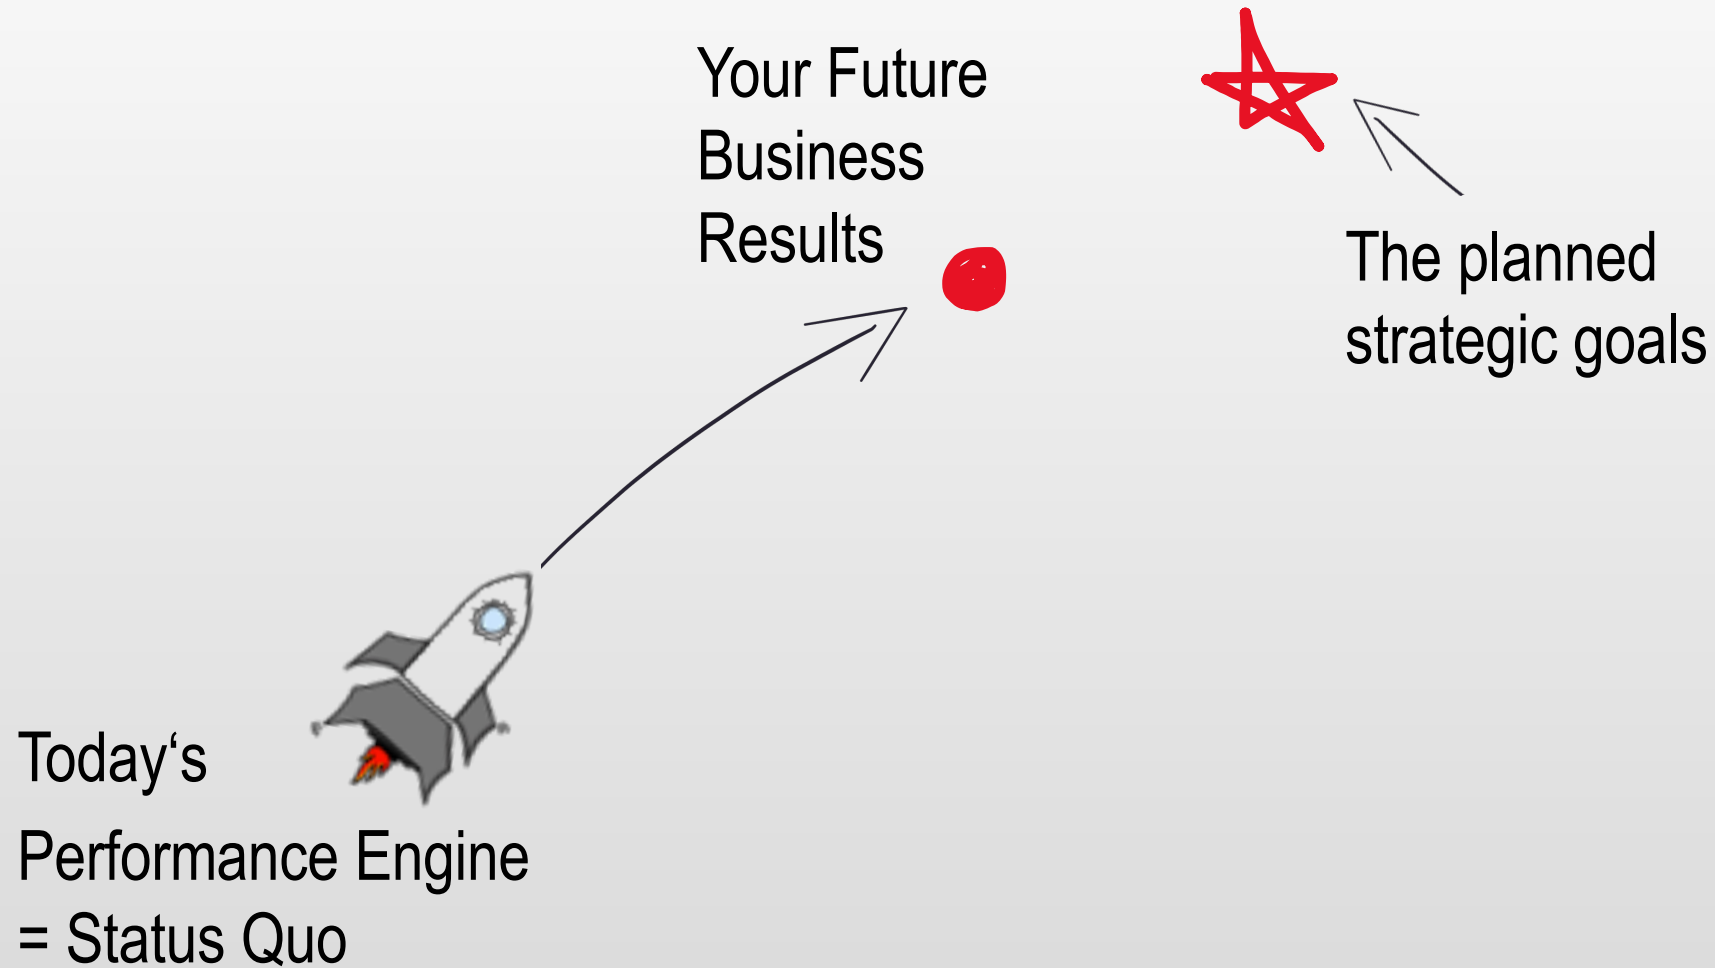 Your Future
Business
Results
The planned
strategic goals
Today‘s
Performance Engine
= Status Quo